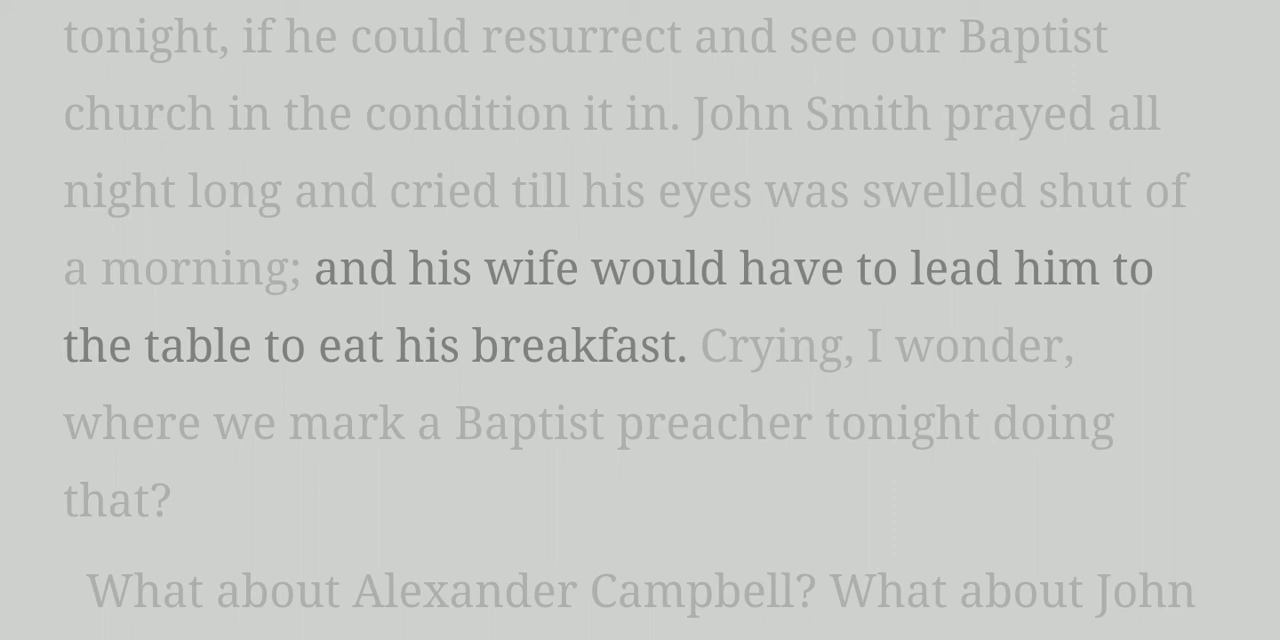 tonight, if he could resurrect and see our Baptist
church in the condition it in. John Smith prayed all
night long and cried till his eyes was swelled shut of
a morning; and his wife would have to lead him to
the table to eat his breakfast. Crying, I wonder,
where we mark a Baptist preacher tonight doing
that?
What about Alexander Campbell? What about John